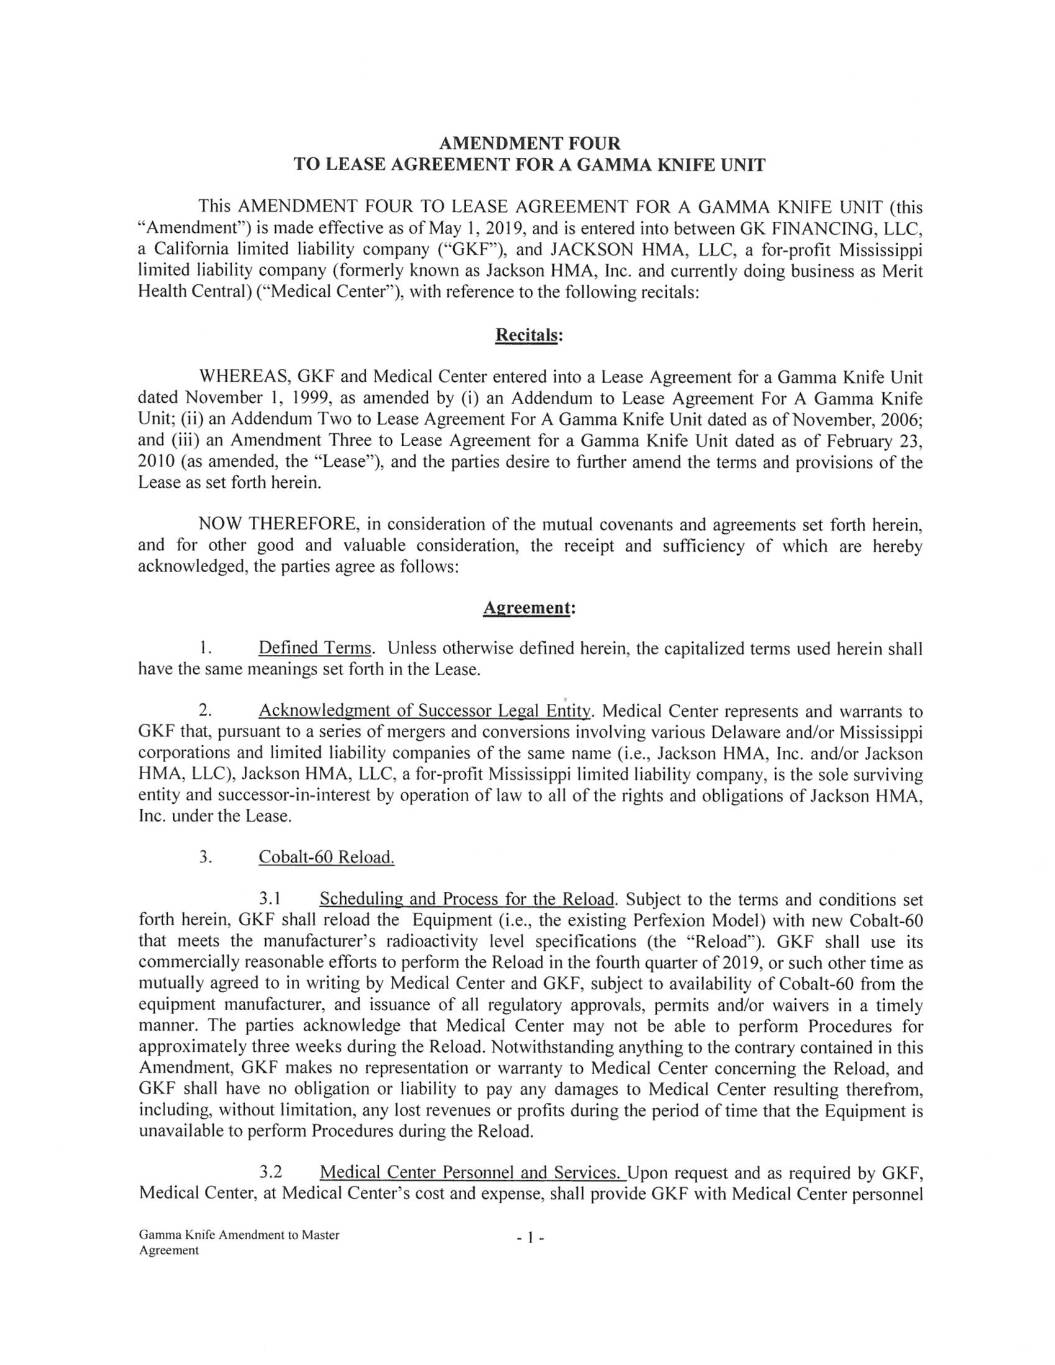 AMENDMENT FOUR
TO LEASE AGREEMENT FOR A GAMMA KNIFE UNIT
This AMENDMENT FOUR TO LEASE AGREEMENT FOR A GAMMA KNIFE UNIT (this
“Amendment”) is made effective as of May 1, 2019, and is entered into between GK FINANCING, LLC,
a California limited liability company (“GKF”), and JACKSON HMA, LLC, a for-profit Mississippi
limited liability company (formerly known as Jackson HMA, Inc. and currently doing business as Merit
Health Central) (“Medical Center”), with reference to the following recitals:
Recitals:
WHEREAS, GKF and Medical Center entered into a Lease Agreement for a Gamma Knife Unit
dated November 1, 1999, as amended by (i) an Addendum to Lease Agreement For A Gamma Knife
Unit; (ii) an Addendum Two to Lease Agreement For A Gamma Knife Unit dated as of November, 2006;
and (iii) an Amendment Three to Lease Agreement for a Gamma Knife Unit dated as of February 23,
2010 (as amended, the “Lease”), and the parties desire to further amend the terms and provisions of the
Lease as set forth herein.
NOW THEREFORE, in consideration of the mutual covenants and agreements set forth herein,
and for other good and valuable consideration, the receipt and sufficiency of which are hereby
acknowledged, the parties agree as follows:
Agreement:
1. Defined Terms. Unless otherwise defined herein, the capitalized terms used herein shall
have the same meanings set forth in the Lease.
2. Acknowledgment of Successor Legal Entity. Medical Center represents and warrants to
GKF that, pursuant to a series of mergers and conversions involving various Delaware and/or Mississippi
corporations and limited liability companies of the same name (i.e., Jackson HMA, Inc. and/or Jackson
HMA, LLC), Jackson HMA, LLC, a for-profit Mississippi limited liability company, is the sole surviving
entity and successor-in-interest by operation of law to all of the rights and obligations of Jackson HMA,
Inc. under the Lease.
3. Cobalt-60 Reload.
3.1 Scheduling and Process for the Reload. Subject to the terms and conditions set
forth herein, GKF shall reload the Equipment (i.e., the existing Perfexion Model) with new Cobalt-60
that meets the manufacturer’s radioactivity level specifications (the “Reload”). GKF shall use its
commercially reasonable efforts to perform the Reload in the fourth quarter of 2019, or such other time as
mutually agreed to in writing by Medical Center and GKF, subject to availability of Cobalt-60 from the
equipment manufacturer, and issuance of all regulatory approvals, permits and/or waivers in a timely
manner. The parties acknowledge that Medical Center may not be able to perform Procedures for
approximately three weeks during the Reload. Notwithstanding anything to the contrary contained in this
Amendment, GKF makes no representation or warranty to Medical Center concerning the Reload, and
GKF shall have no obligation or liability to pay any damages to Medical Center resulting therefrom,
including, without limitation, any lost revenues or profits during the period of time that the Equipment is
unavailable to perform Procedures during the Reload.
3.2 Medical Center Personnel and Services. Upon request and as required by GKF,
Medical Center, at Medical Center’s cost and expense, shall provide GKF with Medical Center personnel
Gamma Knife Amendment to Master
Agreement
- 1 -